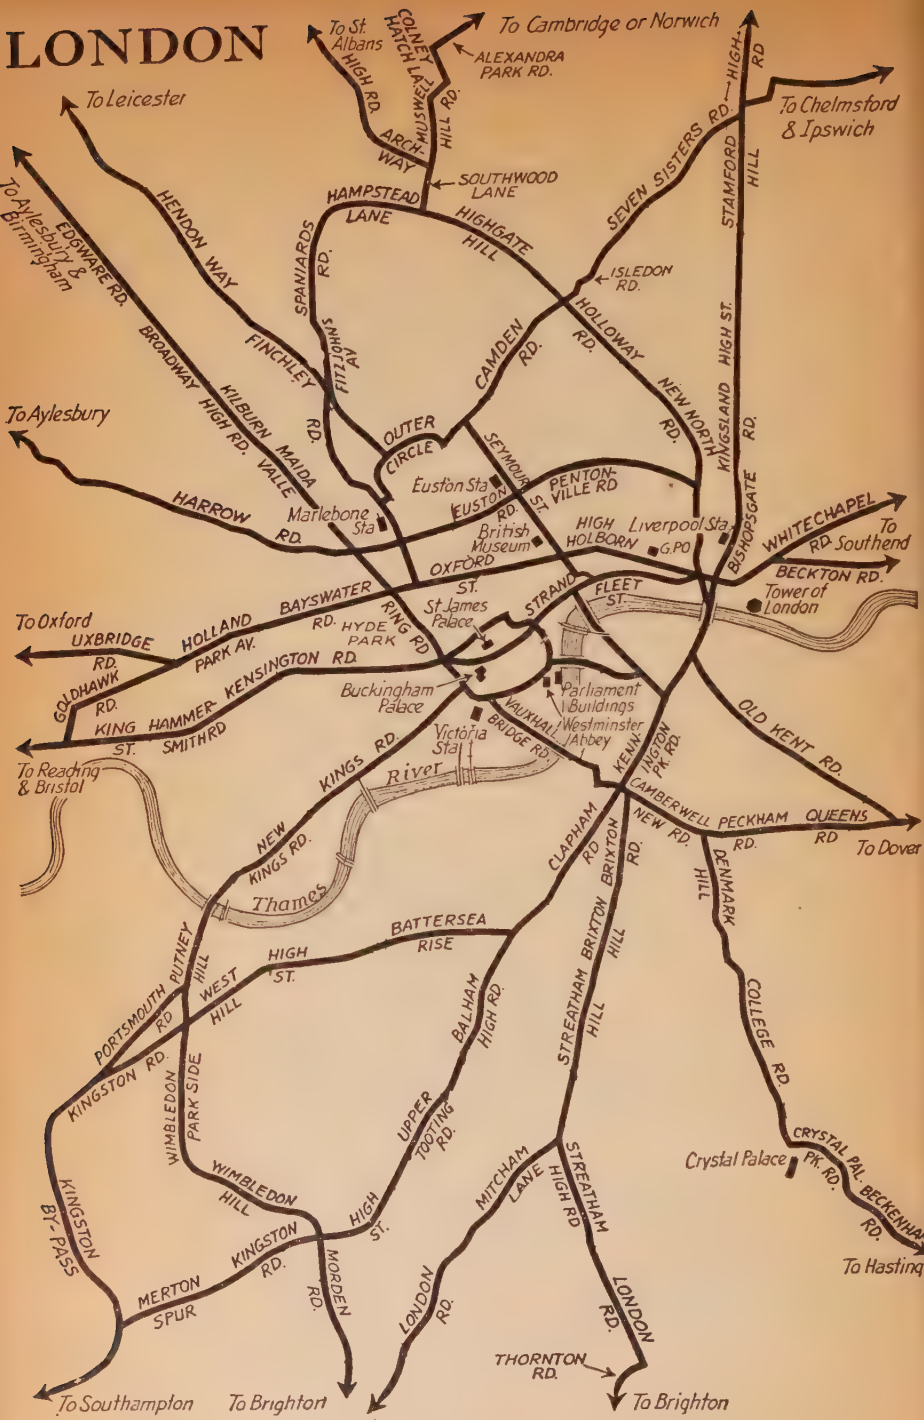 LONDON
To St.
Albans
HIGH RD.
COLNEY
HATCH LA.
MUSWELL
HILL RD.
To Cambridge or Norwich
ALEXANDRA
PARK RD.
HIGH
RD
To Leicester
ARCH-
WAY
SOUTHWOOD
LANE
To Chelmsford
& Ipswich
SEVEN SISTERS RD.
STAMFORD
HILL
To Aylesbury &
Birmingham
EDGWARE RD.
HENDON WAY
HAMPSTEAD
LANE
HIGHGATE
HILL
SPANIARDS
RD.
ISLEDON
RD.
BROADWAY
HIGH RD.
FINCHLEY
RD.
FITZJOHNS
AV
CAMDEN
RD.
HOLLOWAY
RD.
KINGSLAND HIGH ST.
RD.
KILBURN
MAIDA
VALLE
NEW NORTH
RD.
To Aylesbury
OUTER
CIRCLE
SEYMOUR ST.
HARROW
RD.
Marlebone
Sta
Euston Sta
EUSTON
RD.
PENTON-
VILLE RD
British
Museum
HIGH
HOLBORN
Liverpool Sta
G.P.O
BISHOPSGATE
WHITECHAPEL
RD.
To
Southend
BECKTON RD.
To Oxford
UXBRIDGE
RD.
HOLLAND
PARK AV.
BAYSWATER
RD.
OXFORD
ST.
STRAND
FLEET
ST.
Tower of
London
HYDE
PARK
RING RD
St James
Palace
GOLDHAWK
RD.
KING
ST.
HAMMER-
SMITH RD
KENSINGTON RD.
Buckingham
Palace
Parliament
Buildings
Westminster
Abbey
VAUXHALL
BRIDGE RD
Victoria
Sta
KENN-
INGTON
PK. RD.
OLD KENT RD.
To Reading
& Bristol
River
KINGS RD.
NEW
KINGS RD.
Thames
CLAPHAM
RD
BRIXTON
RD.
CAMBERWELL
NEW RD.
PECKHAM
RD.
QUEENS
RD
To Dover
DENMARK
HILL
PUTNEY
HILL
BATTERSEA
RISE
HIGH
ST.
WEST
HILL
PORTSMOUTH
RD
KINGSTON RD.
BALHAM
HIGH RD.
BRIXTON
HILL
STREATHAM
HILL
COLLEGE RD.
WIMBLEDON
PARK SIDE
UPPER
TOOTING
RD.
Crystal Palace
CRYSTAL PAL.
PK. RD.
BECKENHA
RD.
To Hasting
KINGSTON
BY-PASS
WIMBLEDON
HILL
HIGH
ST.
MITCHAM
LANE
STREATHAM
HIGH RD
MERTON
SPUR
KINGSTON
RD.
MORDEN
RD.
LONDON
RD.
LONDON
RD.
THORNTON
RD.
To Southampton
To Brighton
To Brighton